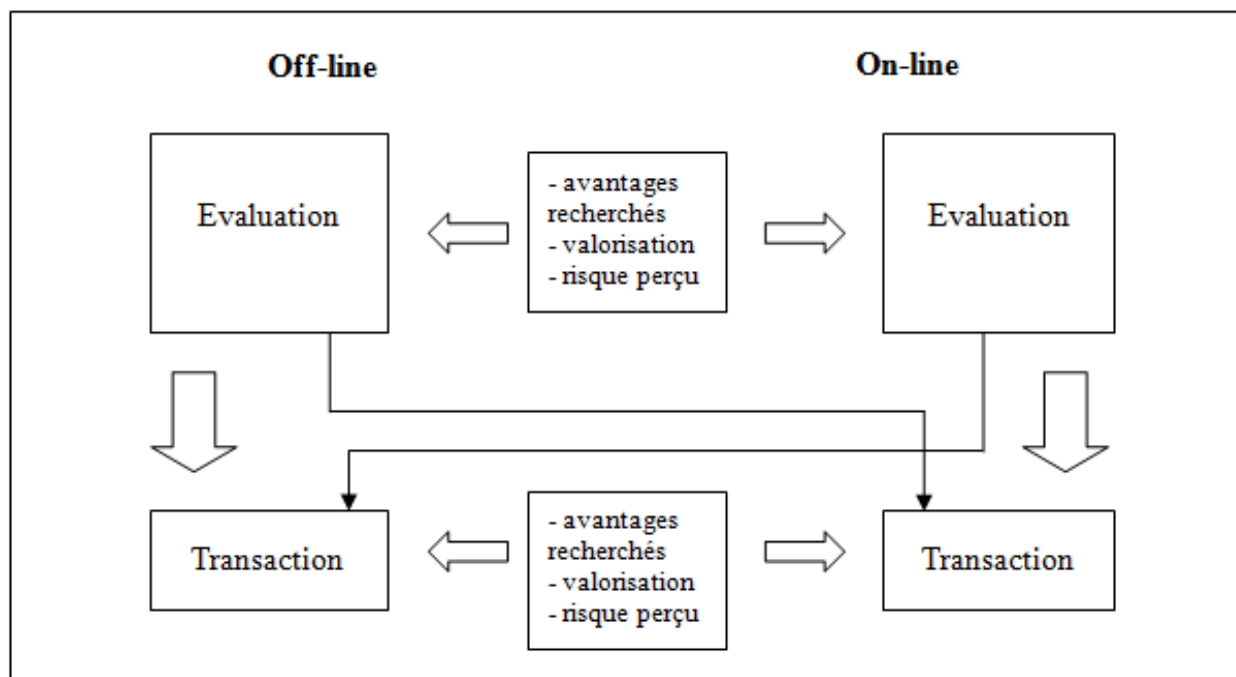 Off-line
On-line
Evaluation
- avantages
recherchés
- valorisation
- risque perçu
Evaluation
Transaction
- avantages
recherchés
- valorisation
- risque perçu
Transaction